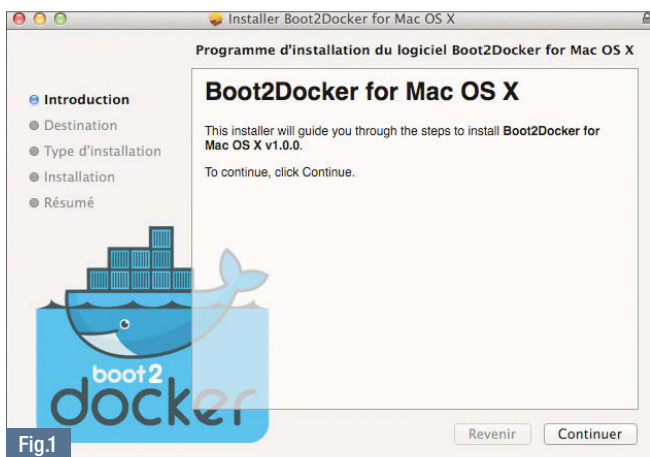 Installer Boot2Docker for Mac OS X
Programme d'installation du logiciel Boot2Docker for Mac OS X
Introduction
Destination
Type d'installation
Installation
Résumé
Boot2Docker for Mac OS X
This installer will guide you through the steps to install Boot2Docker for
Mac OS X v1.0.0.
To continue, click Continue.
boot2
docker
Revenir
Continuer
Fig.1